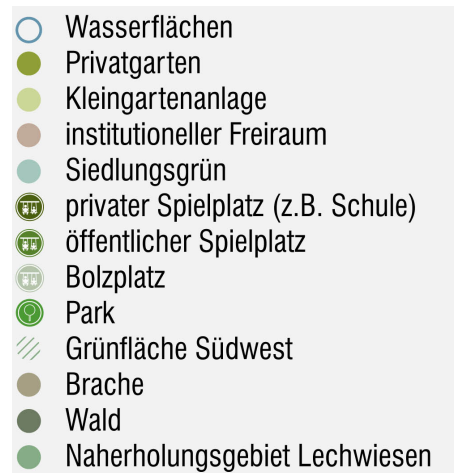 Wasserflächen
Privatgarten
Kleingartenanlage
institutioneller Freiraum
Siedlungsgrün
privater Spielplatz (z.B. Schule)
öffentlicher Spielplatz
Bolzplatz
Park
Grünfläche Südwest
Brache
Wald
Naherholungsgebiet Lechwiesen